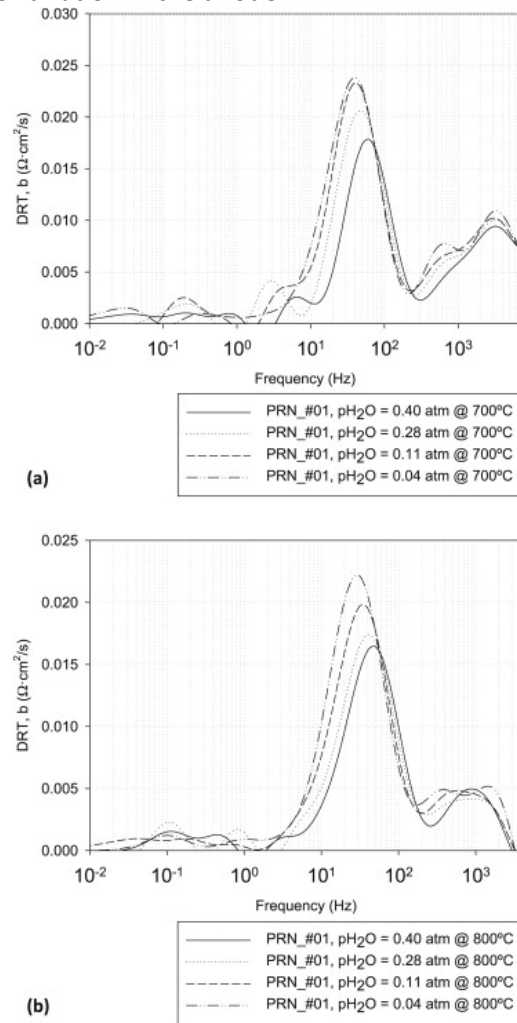 (a)
0.030
0.025
0.020
0.015
0.010
0.005
0.000
DRT, b (Ω·cm²/s)
10⁻² 10⁻¹ 10⁰ 10¹ 10² 10³
Frequency (Hz)
PRN_#01, pH₂O = 0.40 atm @ 700ºC
PRN_#01, pH₂O = 0.28 atm @ 700ºC
PRN_#01, pH₂O = 0.11 atm @ 700ºC
PRN_#01, pH₂O = 0.04 atm @ 700ºC
0.025
0.020
0.015
0.010
0.005
0.000
DRT, b (Ω·cm²/s)
10⁻² 10⁻¹ 10⁰ 10¹ 10² 10³
Frequency (Hz)
PRN_#01, pH₂O = 0.40 atm @ 800ºC
PRN_#01, pH₂O = 0.28 atm @ 800ºC
PRN_#01, pH₂O = 0.11 atm @ 800ºC
PRN_#01, pH₂O = 0.04 atm @ 800ºC
(b)